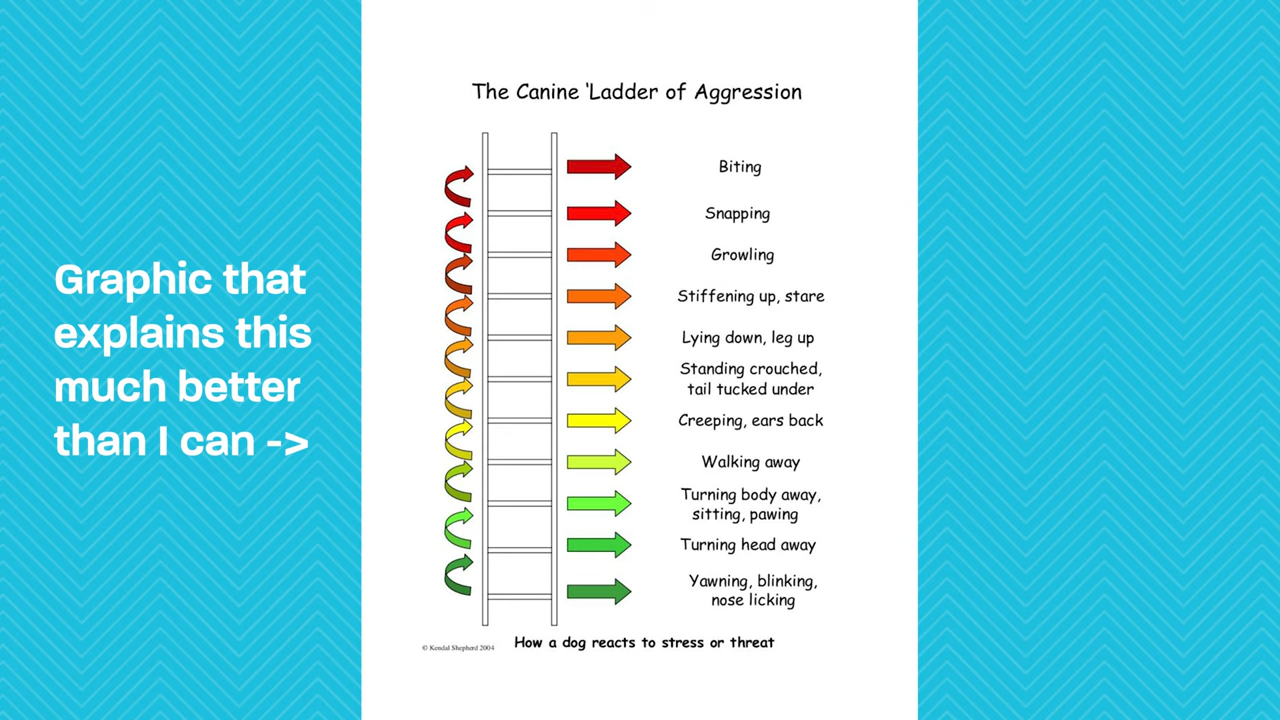 Graphic that
explains this
much better
than I can ->
The Canine ‘Ladder of Aggression
Biting
Snapping
Growling
Stiffening up, stare
Lying down, leg up
Standing crouched,
tail tucked under
Creeping, ears back
Walking away
Turning body away,
sitting, pawing
Turning head away
Yawning, blinking,
nose licking
© Kendal Shepherd 2004
How a dog reacts to stress or threat